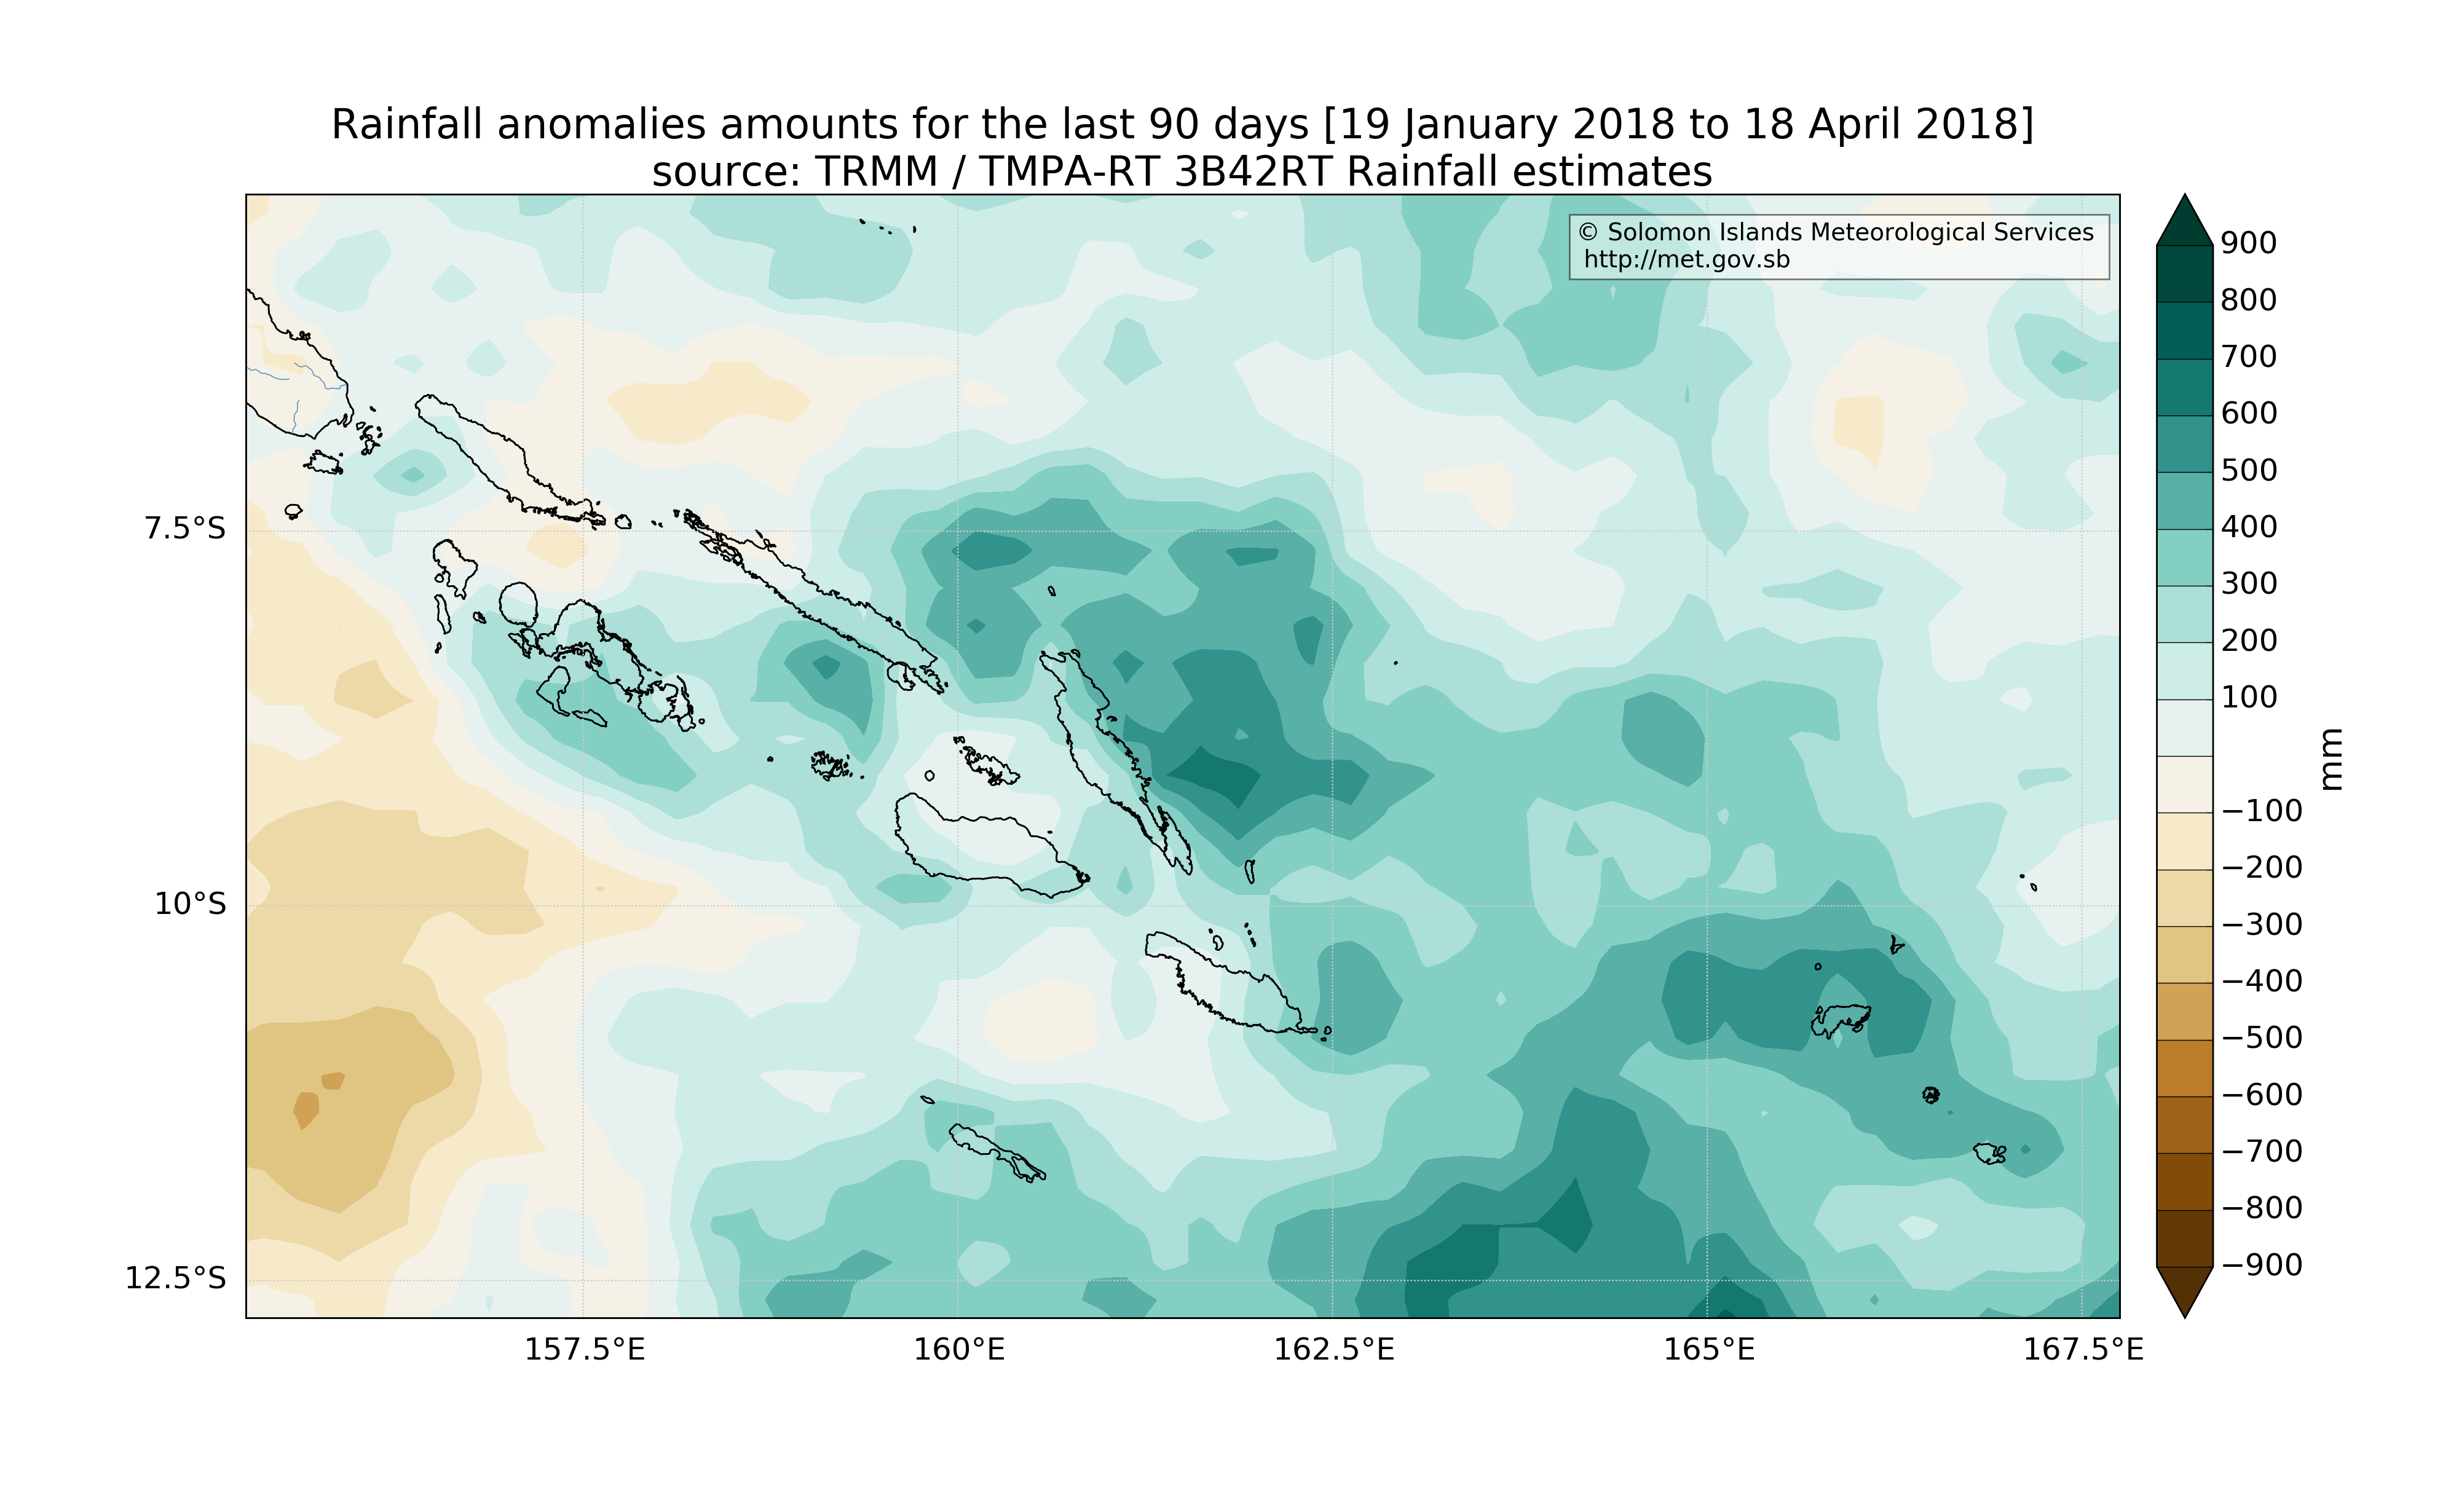 Rainfall anomalies amounts for the last 90 days [19 January 2018 to 18 April 2018]
source: TRMM / TMPA-RT 3B42RT Rainfall estimates
© Solomon Islands Meteorological Services
http://met.gov.sb
7.5°S
10°S
12.5°S
157.5°E
160°E
162.5°E
165°E
167.5°E
900
800
700
600
500
400
300
200
100
−100
−200
−300
−400
−500
−600
−700
−800
−900
mm